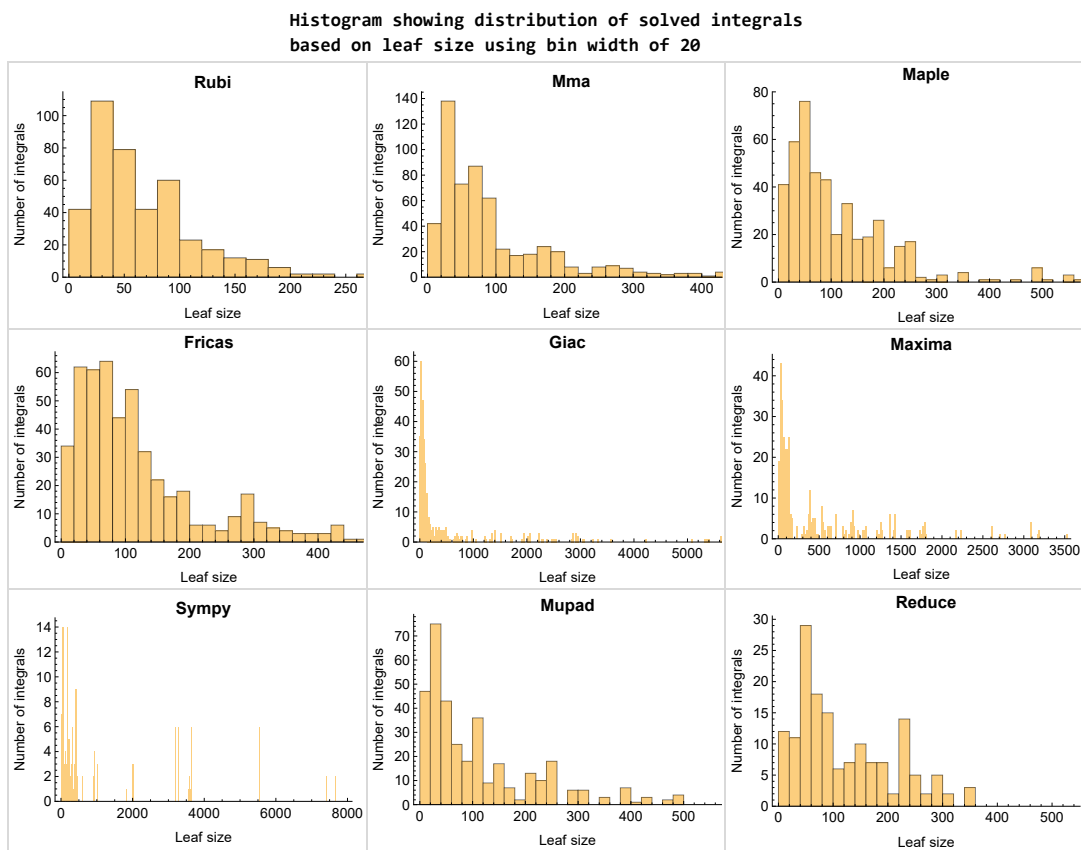 Histogram showing distribution of solved integrals
based on leaf size using bin width of 20
Rubi
Number of integrals
0 20 40 60 80 100
0 50 100 150 200 250
Leaf size
Mma
Number of integrals
0 20 40 60 80 100 120 140
0 100 200 300 400
Leaf size
Maple
Number of integrals
0 20 40 60 80
0 100 200 300 400 500
Leaf size
Fricas
Number of integrals
0 10 20 30 40 50 60
0 100 200 300 400
Leaf size
Giac
Number of integrals
0 10 20 30 40 50 60
0 1000 2000 3000 4000 5000
Leaf size
Maxima
Number of integrals
0 10 20 30 40
0 500 1000 1500 2000 2500 3000 3500
Leaf size
Sympy
Number of integrals
0 2 4 6 8 10 12 14
0 2000 4000 6000 8000
Leaf size
Mupad
Number of integrals
0 10 20 30 40 50 60 70
0 100 200 300 400 500
Leaf size
Reduce
Number of integrals
0 5 10 15 20 25 30
0 100 200 300 400 500
Leaf size